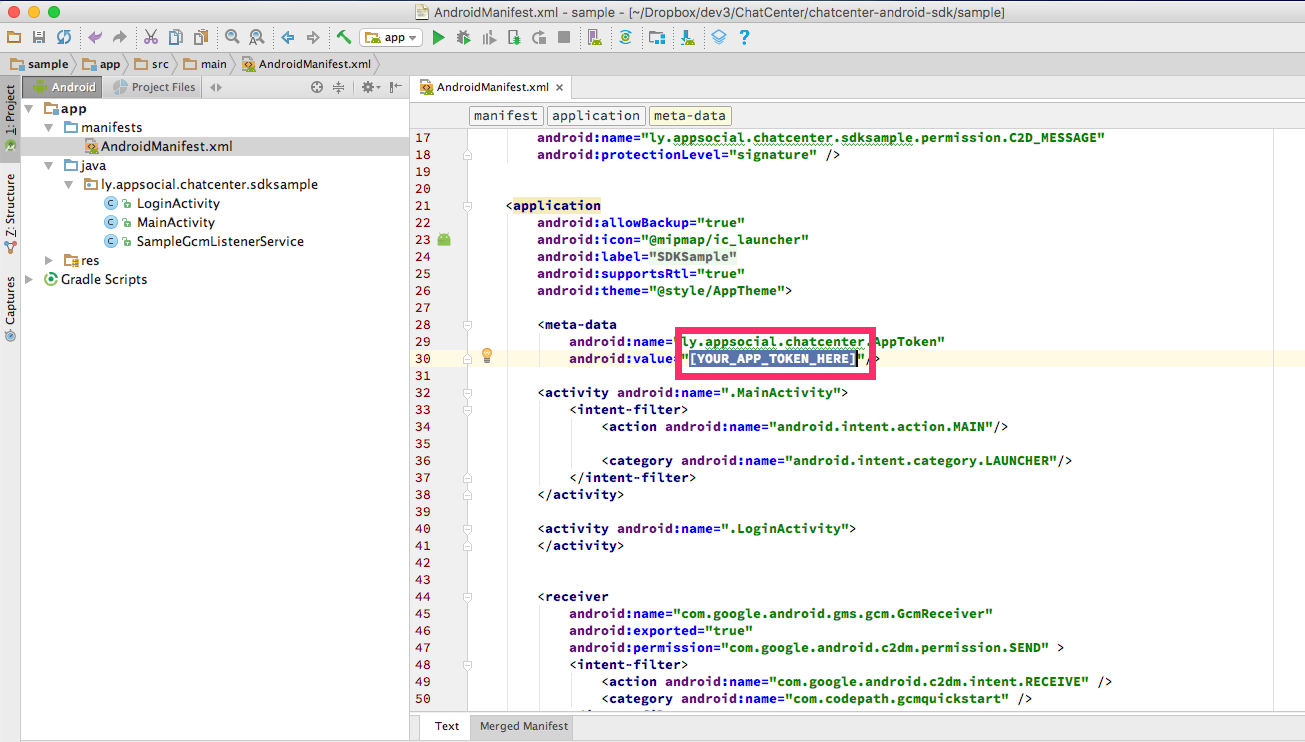 AndroidManifest.xml - sample - [~/Dropbox/dev3/ChatCenter/chatcenter-android-sdk/sample]
app
sample app src main AndroidManifest.xml
Android Project Files
AndroidManifest.xml
1: Project
Z: Structure
Captures
app
manifests
AndroidManifest.xml
java
ly.appsocial.chatcenter.sdksample
LoginActivity
MainActivity
SampleGcmListenerService
res
Gradle Scripts
manifest application meta-data
17 android:name="ly.appsocial.chatcenter.sdksample.permission.C2D_MESSAGE"
18 android:protectionLevel="signature" />
19
20
21 <application
22 android:allowBackup="true"
23 android:icon="@mipmap/ic_launcher"
24 android:label="SDKSample"
25 android:supportsRtl="true"
26 android:theme="@style/AppTheme">
27
28 <meta-data
29 android:name="ly.appsocial.chatcenter.AppToken"
30 android:value="[YOUR_APP_TOKEN_HERE]"/>
31
32 <activity android:name=".MainActivity">
33 <intent-filter>
34 <action android:name="android.intent.action.MAIN"/>
35
36 <category android:name="android.intent.category.LAUNCHER"/>
37 </intent-filter>
38 </activity>
39
40 <activity android:name=".LoginActivity">
41 </activity>
42
43
44 <receiver
45 android:name="com.google.android.gms.gcm.GcmReceiver"
46 android:exported="true"
47 android:permission="com.google.android.c2dm.permission.SEND" >
48 <intent-filter>
49 <action android:name="com.google.android.c2dm.intent.RECEIVE" />
50 <category android:name="com.codepath.gcmquickstart" />
Text Merged Manifest